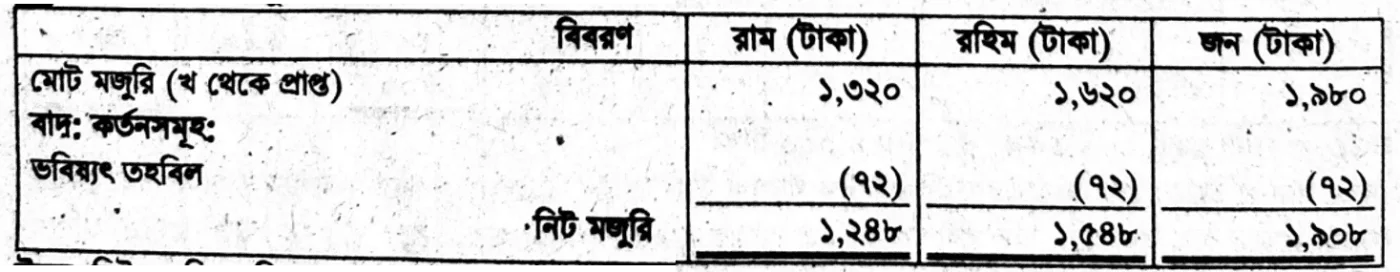 বিবরণ রাম (টাকা) রহিম (টাকা) জন (টাকা)
মোট মজুরি (খ থেকে প্রাপ্ত) ১,৩২০ ১,৬২০ ১,৯৮০
বাদ: কর্তনসমূহ:
ভবিষ্যৎ তহবিল (৭২) (৭২) (৭২)
নিট মজুরি ১,২৪৮ ১,৫৪৮ ১,৯০৮